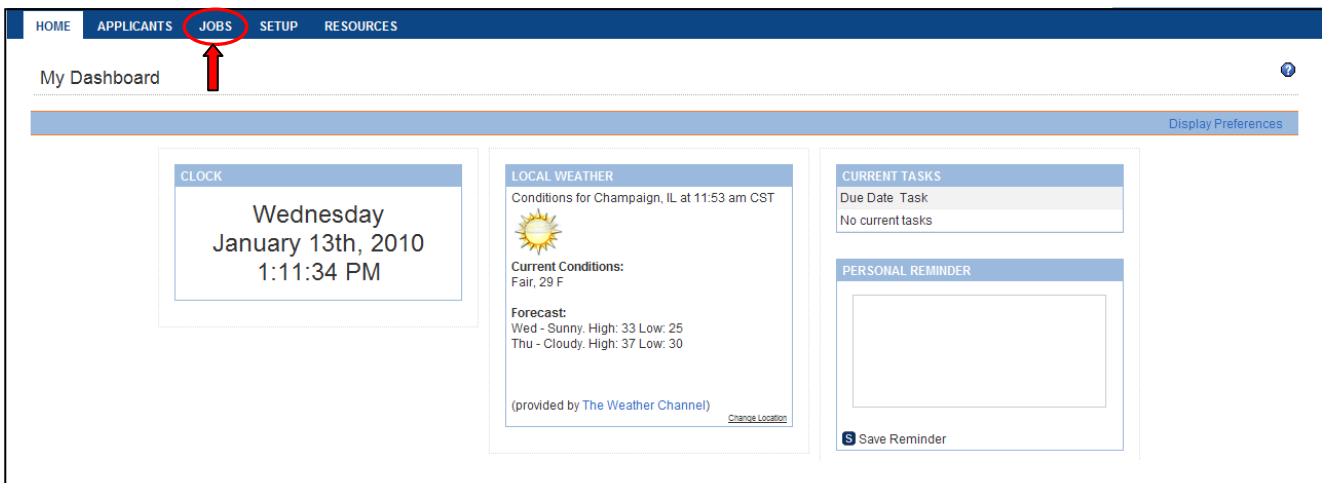 HOME APPLICANTS JOBS SETUP RESOURCES
My Dashboard
?
Display Preferences
CLOCK
Wednesday
January 13th, 2010
1:11:34 PM
LOCAL WEATHER
Conditions for Champaign, IL at 11:53 am CST
Current Conditions:
Fair, 29 F
Forecast:
Wed - Sunny. High: 33 Low: 25
Thu - Cloudy. High: 37 Low: 30
(provided by The Weather Channel)
Change Location
CURRENT TASKS
Due Date Task
No current tasks
PERSONAL REMINDER
S Save Reminder